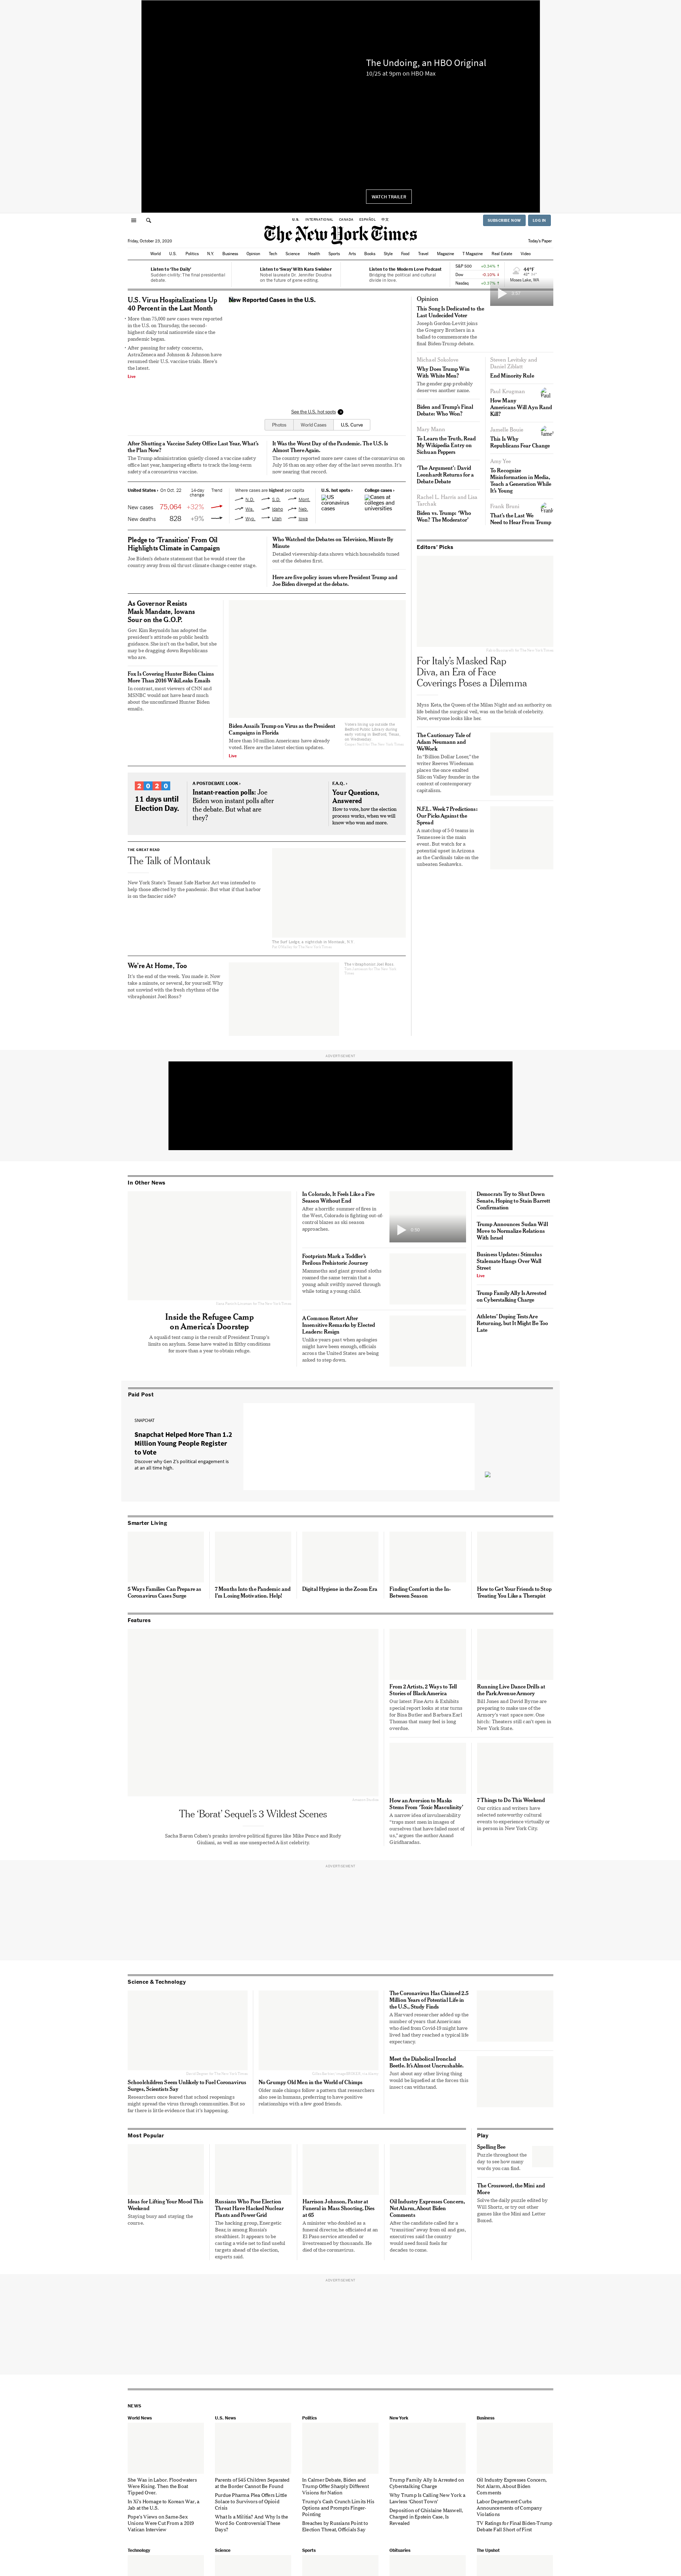 The Undoing, an HBO Original
10/25 at 9pm on HBO Max
WATCH TRAILER
U.S. INTERNATIONAL CANADA ESPAÑOL 中文
SUBSCRIBE NOW LOG IN
The New York Times
Friday, October 23, 2020
Today's Paper
World U.S. Politics N.Y. Business Opinion Tech Science Health Sports Arts Books Style Food Travel Magazine T Magazine Real Estate Video
Listen to 'The Daily'
Sudden civility: The final presidential
debate.
Listen to 'Sway' With Kara Swisher
Nobel laureate Dr. Jennifer Doudna
on the future of gene editing.
Listen to the Modern Love Podcast
Bridging the political and cultural
divide in love.
S&P 500 +0.34% ↑
Dow -0.10% ↓
Nasdaq +0.37% ↑
44°F
Moses Lake, WA
U.S. Virus Hospitalizations Up
40 Percent in the Last Month
• More than 75,000 new cases were reported
in the U.S. on Thursday, the second-
highest daily total nationwide since the
pandemic began.
• After pausing for safety concerns,
AstraZeneca and Johnson & Johnson have
resumed their U.S. vaccine trials. Here's
the latest.
Live
New Reported Cases in the U.S.
See the U.S. hot spots
Photos World Cases U.S. Curve
After Shutting a Vaccine Safety Office Last Year, What's
the Plan Now?
The Trump administration quietly closed a vaccine safety
office last year, hampering efforts to track the long-term
safety of a coronavirus vaccine.
It Was the Worst Day of the Pandemic. The U.S. Is
Almost There Again.
The country reported more new cases of the coronavirus on
July 16 than on any other day of the last seven months. It's
now nearing that record.
United States › On Oct. 22 14-day change Trend
New cases 75,064 +32%
New deaths 828 +9%
Where cases are highest per capita
N.D. S.D. Mont.
Wis. Idaho Neb.
Wyo. Utah Iowa
U.S. hot spots ›
US
coronavirus
cases
College cases ›
Cases at
colleges and
universities
Pledge to 'Transition' From Oil
Highlights Climate in Campaign
Joe Biden's debate statement that he would steer the
country away from oil thrust climate change center stage.
Who Watched the Debates on Television, Minute By
Minute
Detailed viewership data shows which households tuned
out of the debates first.
Here are five policy issues where President Trump and
Joe Biden diverged at the debate.
As Governor Resists
Mask Mandate, Iowans
Sour on the G.O.P.
Gov. Kim Reynolds has adopted the
president's attitude on public health
guidance. She isn't on the ballot, but she
may be dragging down Republicans
who are.
Fox Is Covering Hunter Biden Claims
More Than 2016 WikiLeaks Emails
In contrast, most viewers of CNN and
MSNBC would not have heard much
about the unconfirmed Hunter Biden
emails.
Biden Assails Trump on Virus as the President
Campaigns in Florida
More than 50 million Americans have already
voted. Here are the latest election updates.
Live
2020
11 days until
Election Day.
A POSTDEBATE LOOK ›
Instant-reaction polls: Joe
Biden won instant polls after
the debate. But what are
they?
F.A.Q. ›
Your Questions,
Answered
How to vote, how the election
process works, when we will
know who won and more.
THE GREAT READ
The Talk of Montauk
New York State's Tenant Safe Harbor Act was intended to
help those affected by the pandemic. But what if that harbor
is on the fancier side?
The Surf Lodge, a nightclub in Montauk, N.Y.
We're At Home, Too
It's the end of the week. You made it. Now
take a minute, or several, for yourself. Why
not unwind with the fresh rhythms of the
vibraphonist Joel Ross?
The vibraphonist Joel Ross.
Opinion
This Song Is Dedicated to the
Last Undecided Voter
Joseph Gordon-Levitt joins
the Gregory Brothers in a
ballad to commemorate the
final Biden-Trump debate.
Michael Sokolove
Why Does Trump Win
With White Men?
The gender gap probably
deserves another name.
Biden and Trump's Final
Debate: Who Won?
Mary Mann
To Learn the Truth, Read
My Wikipedia Entry on
Sichuan Peppers
'The Argument': David
Leonhardt Returns for a
Debate Debate
Rachel L. Harris and Lisa
Tarchak
Biden vs. Trump: 'Who
Won? The Moderator'
Steven Levitsky and
Daniel Ziblatt
End Minority Rule
Paul Krugman
How Many
Americans Will Ayn Rand
Kill?
Jamelle Bouie
This Is Why
Republicans Fear Change
Amy Yee
To Recognize
Misinformation in Media,
Teach a Generation While
It's Young
Frank Bruni
That's the Last We
Need to Hear From Trump
Editors' Picks
For Italy's Masked Rap
Diva, an Era of Face
Coverings Poses a Dilemma
Myss Keta, the Queen of the Milan Night and an authority on
life behind the surgical veil, was on the brink of celebrity.
Now, everyone looks like her.
The Cautionary Tale of
Adam Neumann and
WeWork
In "Billion Dollar Loser," the
writer Reeves Wiedeman
places the once exalted
Silicon Valley founder in the
context of contemporary
capitalism.
N.F.L. Week 7 Predictions:
Our Picks Against the
Spread
A matchup of 5-0 teams in
Tennessee is the main
event. But watch for a
potential upset in Arizona
as the Cardinals take on the
unbeaten Seahawks.
ADVERTISEMENT
In Other News
Inside the Refugee Camp
on America's Doorstep
A squalid tent camp is the result of President Trump's
limits on asylum. Some have waited in filthy conditions
for more than a year to obtain refuge.
In Colorado, It Feels Like a Fire
Season Without End
After a horrific summer of fires in
the West, Colorado is fighting out-of-
control blazes as ski season
approaches.
Footprints Mark a Toddler's
Perilous Prehistoric Journey
Mammoths and giant ground sloths
roamed the same terrain that a
young adult swiftly moved through
while toting a young child.
A Common Retort After
Insensitive Remarks by Elected
Leaders: Resign
Unlike years past when apologies
might have been enough, officials
across the United States are being
asked to step down.
Democrats Try to Shut Down
Senate, Hoping to Stain Barrett
Confirmation
Trump Announces Sudan Will
Move to Normalize Relations
With Israel
Business Updates: Stimulus
Stalemate Hangs Over Wall
Street
Live
Trump Family Ally Is Arrested
on Cyberstalking Charge
Athletes' Doping Tests Are
Returning, but It Might Be Too
Late
Paid Post
SNAPCHAT
Snapchat Helped More Than 1.2
Million Young People Register
to Vote
Discover why Gen Z's political engagement is
at an all time high.
Smarter Living
5 Ways Families Can Prepare as
Coronavirus Cases Surge
7 Months Into the Pandemic and
I'm Losing Motivation. Help!
Digital Hygiene in the Zoom Era
Finding Comfort in the In-
Between Season
How to Get Your Friends to Stop
Treating You Like a Therapist
Features
The 'Borat' Sequel's 3 Wildest Scenes
Sacha Baron Cohen's pranks involve political figures like Mike Pence and Rudy
Giuliani, as well as one unexpected A-list celebrity.
From 2 Artists, 2 Ways to Tell
Stories of Black America
Our latest Fine Arts & Exhibits
special report looks at star turns
for Bisa Butler and Barbara Earl
Thomas that many feel is long
overdue.
Running Live Dance Drills at
the Park Avenue Armory
Bill Jones and David Byrne are
preparing to make use of the
Armory's vast space now. One
hitch: Theaters still can't open in
New York State.
How an Aversion to Masks
Stems From 'Toxic Masculinity'
A narrow idea of invulnerability
"traps most men in images of
ourselves that have failed most of
us," argues the author Anand
Giridharadas.
7 Things to Do This Weekend
Our critics and writers have
selected noteworthy cultural
events to experience virtually or
in person in New York City.
ADVERTISEMENT
Science & Technology
Schoolchildren Seem Unlikely to Fuel Coronavirus
Surges, Scientists Say
Researchers once feared that school reopenings
might spread the virus through communities. But so
far there is little evidence that it's happening.
No Grumpy Old Men in the World of Chimps
Older male chimps follow a pattern that researchers
also see in humans, preferring to have positive
relationships with a few good friends.
The Coronavirus Has Claimed 2.5
Million Years of Potential Life in
the U.S., Study Finds
A Harvard researcher added up the
number of years that Americans
who died from Covid-19 might have
lived had they reached a typical life
expectancy.
Meet the Diabolical Ironclad
Beetle. It's Almost Uncrushable.
Just about any other living thing
would be liquefied at the forces this
insect can withstand.
Most Popular
Ideas for Lifting Your Mood This
Weekend
Staying busy and staying the
course.
Russians Who Pose Election
Threat Have Hacked Nuclear
Plants and Power Grid
The hacking group, Energetic
Bear, is among Russia's
stealthiest. It appears to be
casting a wide net to find useful
targets ahead of the election,
experts said.
Harrison Johnson, Pastor at
Funeral in Mass Shooting, Dies
at 65
A minister who doubled as a
funeral director, he officiated at an
El Paso service attended or
livestreamed by thousands. He
died of the coronavirus.
Oil Industry Expresses Concern,
Not Alarm, About Biden
Comments
After the candidate called for a
"transition" away from oil and gas,
executives said the country
would need fossil fuels for
decades to come.
Play
Spelling Bee
Puzzle throughout the
day to see how many
words you can find.
The Crossword, the Mini and
More
Solve the daily puzzle edited by
Will Shortz, or try out other
games like the Mini and Letter
Boxed.
ADVERTISEMENT
NEWS
World News
She Was in Labor. Floodwaters
Were Rising. Then the Boat
Tipped Over.
In Xi's Homage to Korean War, a
Jab at the U.S.
Pope's Views on Same-Sex
Unions Were Cut From a 2019
Vatican Interview
U.S. News
Parents of 545 Children Separated
at the Border Cannot Be Found
Purdue Pharma Plea Offers Little
Solace to Survivors of Opioid
Crisis
What Is a Militia? And Why Is the
Word So Controversial These
Days?
Politics
In Calmer Debate, Biden and
Trump Offer Sharply Different
Visions for Nation
Trump's Cash Crunch Limits His
Options and Prompts Finger-
Pointing
Breaches by Russians Point to
Election Threat, Officials Say
New York
Trump Family Ally Is Arrested on
Cyberstalking Charge
Why Trump Is Calling New York a
Lawless 'Ghost Town'
Deposition of Ghislaine Maxwell,
Charged in Epstein Case, Is
Revealed
Business
Oil Industry Expresses Concern,
Not Alarm, About Biden
Comments
Labor Department Curbs
Announcements of Company
Violations
TV Ratings for Final Biden-Trump
Debate Fall Short of First
Technology Science Sports Obituaries The Upshot